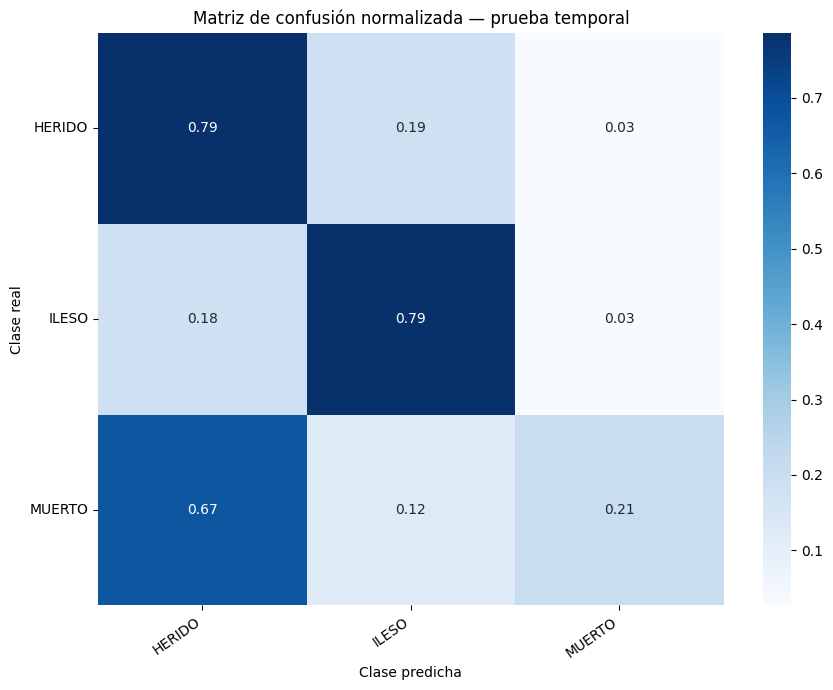 Matriz de confusión normalizada — prueba temporal
HERIDO 0.79 0.19 0.03
ILESO 0.18 0.79 0.03
MUERTO 0.67 0.12 0.21
HERIDO ILESO MUERTO
Clase predicha
Clase real
0.7
0.6
0.5
0.4
0.3
0.2
0.1